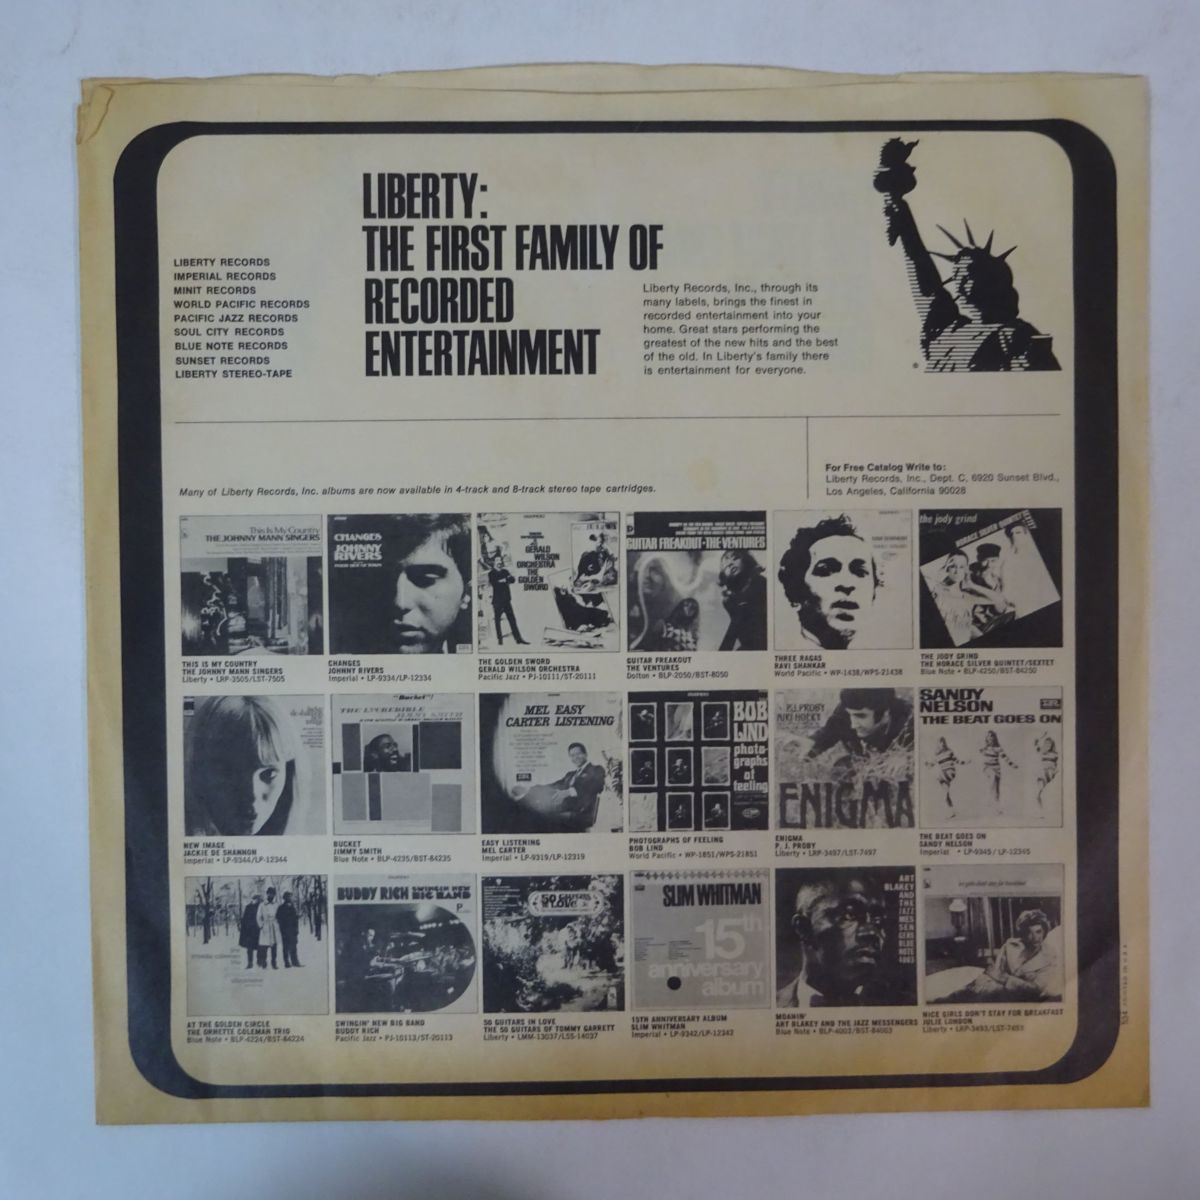 LIBERTY:
THE FIRST FAMILY OF
RECORDED
ENTERTAINMENT
LIBERTY RECORDS
IMPERIAL RECORDS
MINIT RECORDS
WORLD PACIFIC RECORDS
PACIFIC JAZZ RECORDS
SOUL CITY RECORDS
BLUE NOTE RECORDS
SUNSET RECORDS
LIBERTY STEREO-TAPE
Liberty Records, Inc., through its
many labels, brings the finest in
recorded entertainment into your
home. Great stars performing the
greatest of the new hits and the best
of the old. In Liberty's family there
is entertainment for everyone.
Many of Liberty Records, Inc. albums are now available in 4-track and 8-track stereo tape cartridges.
For Free Catalog Write to:
Liberty Records, Inc., Dept. C, 6920 Sunset Blvd.,
Los Angeles, California 90028
This Is My Country
THE JOHNNY MANN SINGERS
CHANGES
JOHNNY
RIVERS
THE
GERALD
WILSON
ORCHESTRA
THE
GOLDEN
SWORD
GUITAR FREAKOUT • THE VENTURES
the jody grind
HORACE SILVER QUINTET/SEXTET
THIS IS MY COUNTRY
THE JOHNNY MANN SINGERS
Liberty • LRP-3505/LST-7505
CHANGES
JOHNNY RIVERS
Imperial • LP-9334/LP-12334
THE GOLDEN SWORD
GERALD WILSON ORCHESTRA
Pacific Jazz • PJ-10111/ST-20111
GUITAR FREAKOUT
THE VENTURES
Dolton • BLP-2050/BST-8050
THREE RAGAS
RAVI SHANKAR
World Pacific • WP-1438/WPS-21438
THE JODY GRIND
THE HORACE SILVER QUINTET/SEXTET
Blue Note • BLP-4250/BST-84250
"Bucket"!
THE INCREDIBLE
JIMMY SMITH
MEL EASY
CARTER LISTENING
BOB
LIND
photo-
graphs
of
feeling
P.J. PROBY
ENIGMA
SANDY
NELSON
THE BEAT GOES ON
NEW IMAGE
JACKIE DE SHANNON
Imperial • LP-9344/LP-12344
BUCKET
JIMMY SMITH
Blue Note • BLP-4235/BST-84235
EASY LISTENING
MEL CARTER
Imperial • LP-9319/LP-12319
PHOTOGRAPHS OF FEELING
BOB LIND
World Pacific • WP-1851/WPS-21851
ENIGMA
P. J. PROBY
Liberty • LRP-3497/LST-7497
THE BEAT GOES ON
SANDY NELSON
Imperial • LP-9345/LP-12345
BUDDY RICH SWINGIN' NEW
BIG BAND
50 GUITARS
IN LOVE
SLIM WHITMAN
15th
anniversary
album
ART
BLAKEY
AND
THE
JAZZ
MES
SEN
GERS
BLUE
NOTE
4003
AT THE GOLDEN CIRCLE
THE ORNETTE COLEMAN TRIO
Blue Note • BLP-4224/BST-84224
SWINGIN' NEW BIG BAND
BUDDY RICH
Pacific Jazz • PJ-10113/ST-20113
50 GUITARS IN LOVE
THE 50 GUITARS OF TOMMY GARRETT
Liberty • LMM-13037/LSS-14037
15TH ANNIVERSARY ALBUM
SLIM WHITMAN
Imperial • LP-9342/LP-12342
MOANIN'
ART BLAKEY AND THE JAZZ MESSENGERS
Blue Note • BLP-4003/BST-84003
NICE GIRLS DON'T STAY FOR BREAKFAST
JULIE LONDON
Liberty • LRP-3493/LST-7493
PRINTED IN U.S.A.